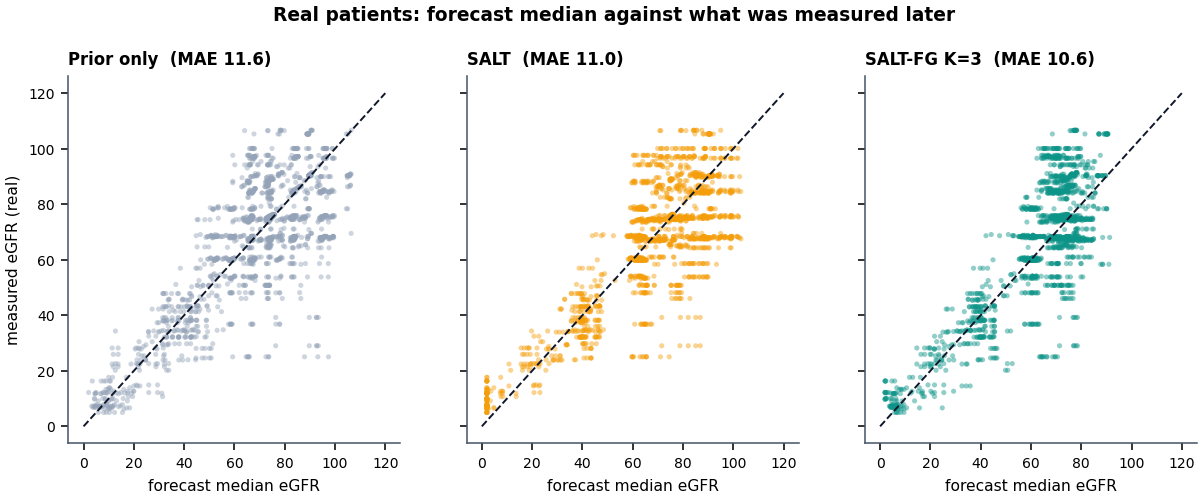 Real patients: forecast median against what was measured later
Prior only  (MAE 11.6)
SALT  (MAE 11.0)
SALT-FG K=3  (MAE 10.6)
measured eGFR (real)
120
100
80
60
40
20
0
0 20 40 60 80 100 120
0 20 40 60 80 100 120
0 20 40 60 80 100 120
forecast median eGFR
forecast median eGFR
forecast median eGFR